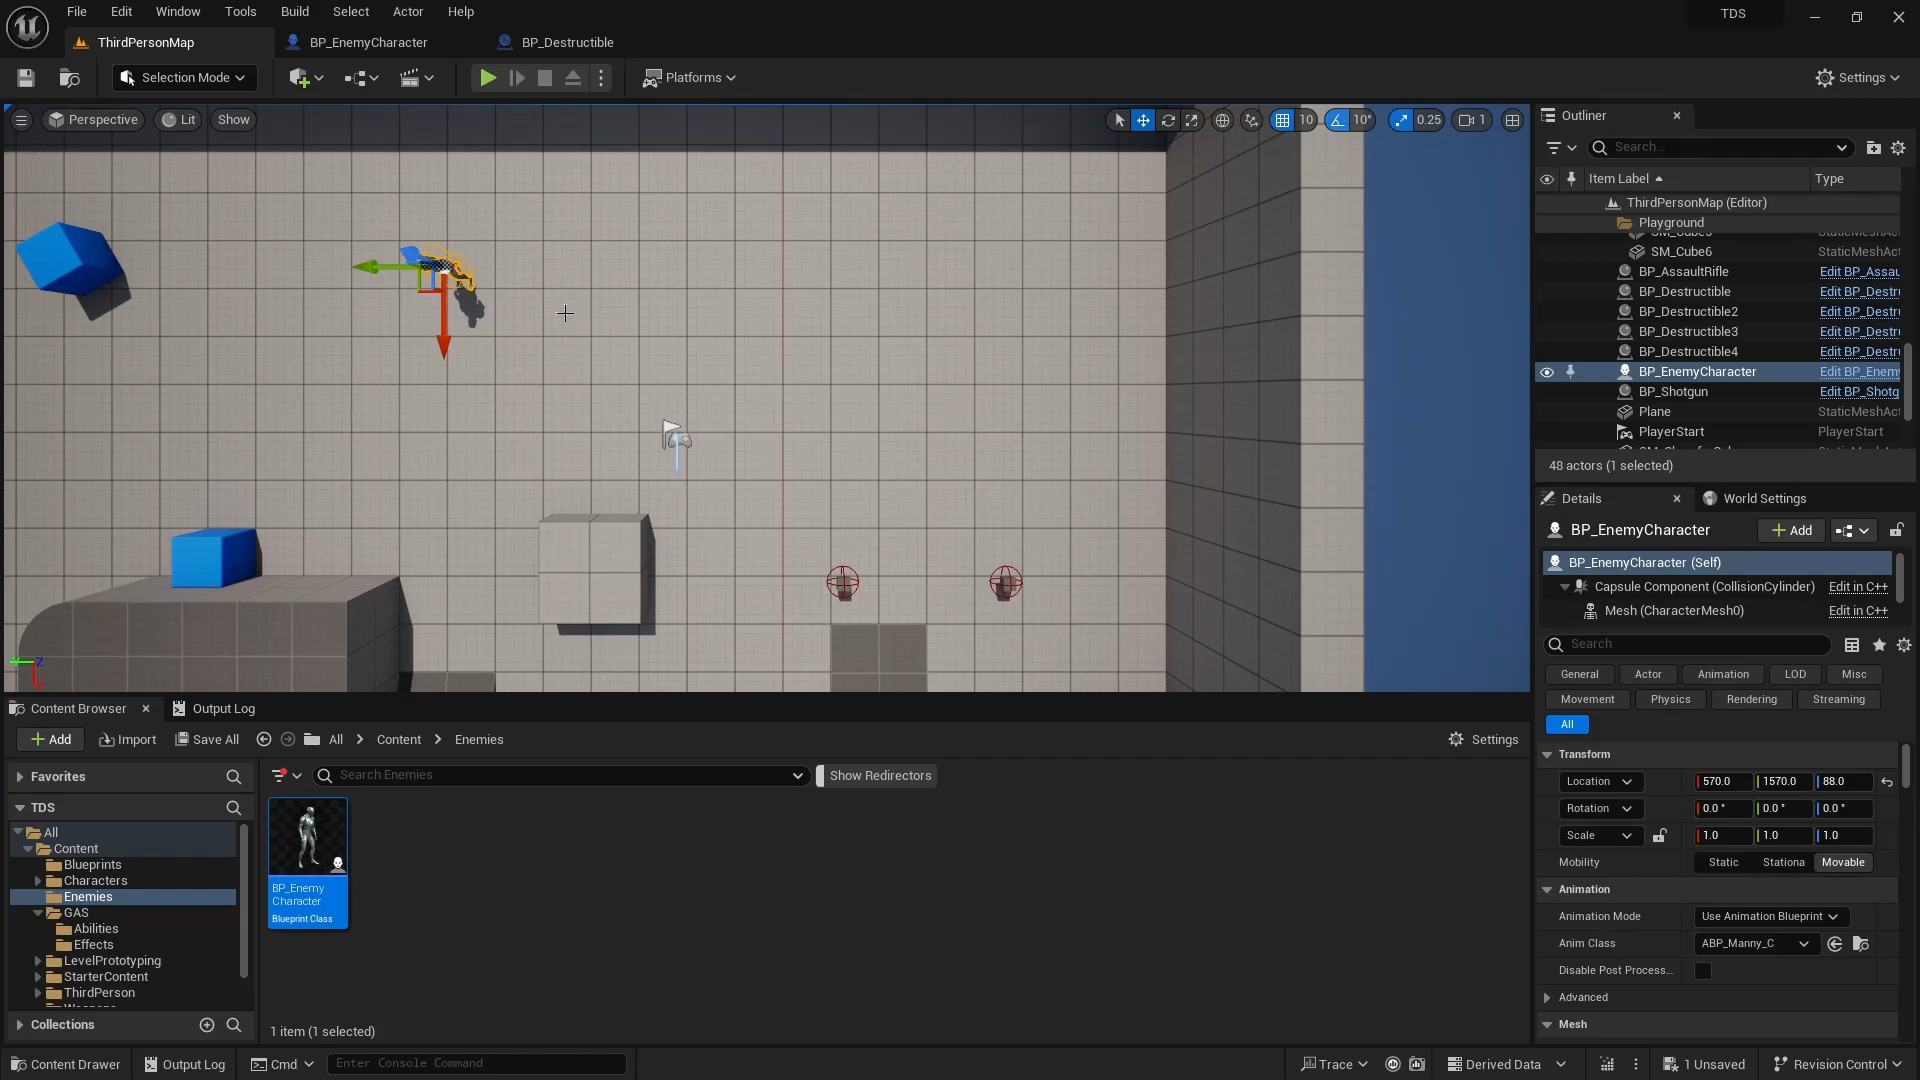 File Edit Window Tools Build Select Actor Help
TDS
ThirdPersonMap
BP_EnemyCharacter
BP_Destructible
Selection Mode
Platforms
Settings
Perspective
Lit
Show
10
10°
0.25
1
Outliner
Search...
Item Label
Type
ThirdPersonMap (Editor)
Playground
SM_Cube6 StaticMeshAct
BP_AssaultRifle Edit BP_Assau
BP_Destructible Edit BP_Destru
BP_Destructible2 Edit BP_Destru
BP_Destructible3 Edit BP_Destru
BP_Destructible4 Edit BP_Destru
BP_EnemyCharacter Edit BP_Enem
BP_Shotgun Edit BP_Shotg
Plane StaticMeshAct
PlayerStart PlayerStart
48 actors (1 selected)
Details
World Settings
BP_EnemyCharacter
Add
BP_EnemyCharacter (Self)
Capsule Component (CollisionCylinder) Edit in C++
Mesh (CharacterMesh0) Edit in C++
Search
General Actor Animation LOD Misc
Movement Physics Rendering Streaming
All
Transform
Location 570.0 1570.0 88.0
Rotation 0.0 ° 0.0 ° 0.0 °
Scale 1.0 1.0 1.0
Mobility Static Stationa Movable
Animation
Animation Mode Use Animation Blueprint
Anim Class ABP_Manny_C
Disable Post Process...
Advanced
Mesh
Content Browser
Output Log
Add
Import
Save All
All
Content
Enemies
Settings
Favorites
TDS
All
Content
Blueprints
Characters
Enemies
GAS
Abilities
Effects
LevelPrototyping
StarterContent
ThirdPerson
Collections
Search Enemies
Show Redirectors
BP_Enemy
Character
Blueprint Class
1 item (1 selected)
Content Drawer
Output Log
Cmd
Enter Console Command
Trace
Derived Data
1 Unsaved
Revision Control